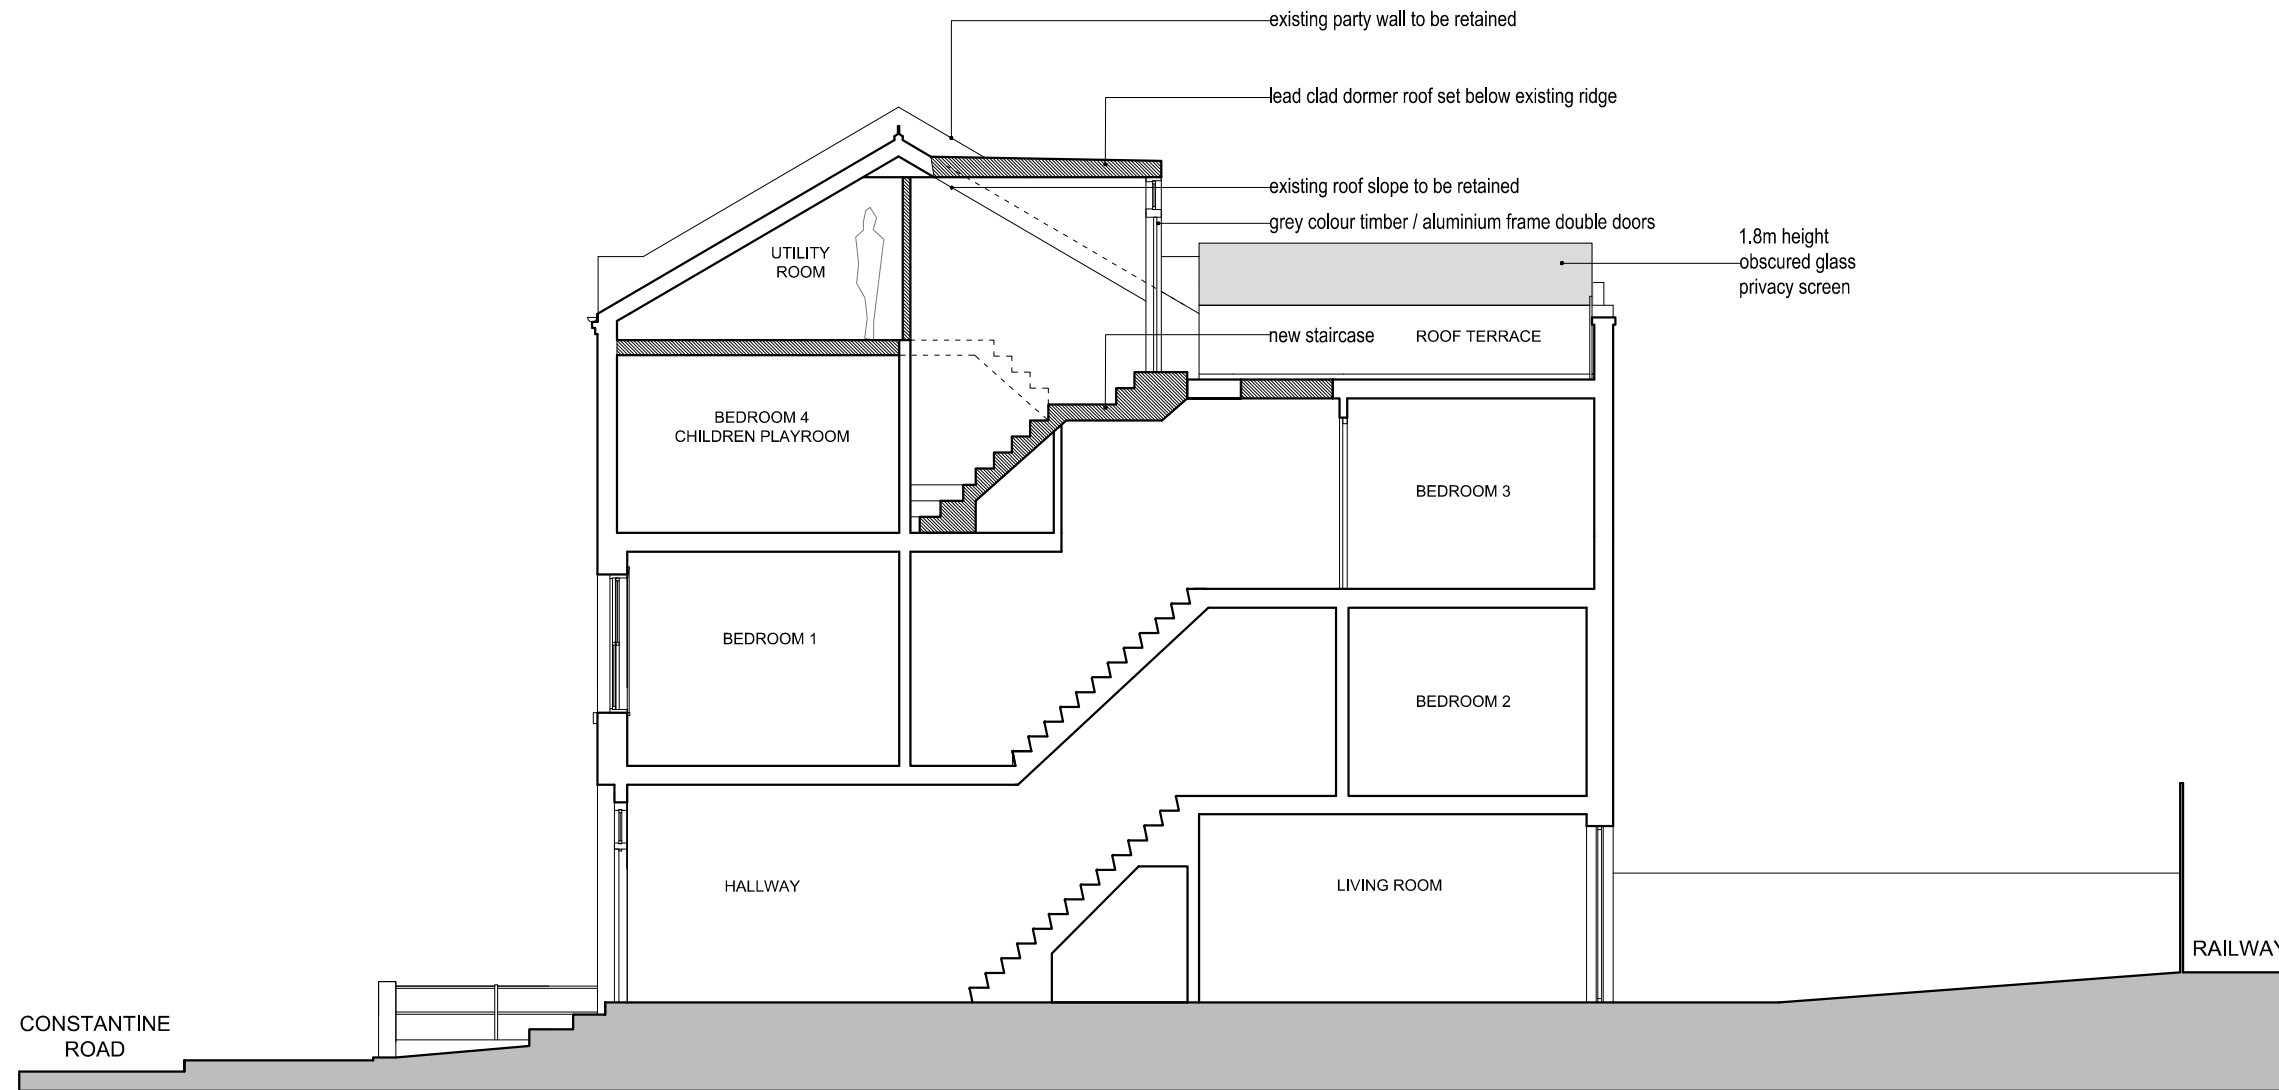 existing party wall to be retained
lead clad dormer roof set below existing ridge
existing roof slope to be retained
grey colour timber / aluminium frame double doors
1.8m height
obscured glass
privacy screen
UTILITY
ROOM
new staircase
ROOF TERRACE
BEDROOM 4
CHILDREN PLAYROOM
BEDROOM 3
BEDROOM 1
BEDROOM 2
HALLWAY
LIVING ROOM
RAILWAY
CONSTANTINE
ROAD